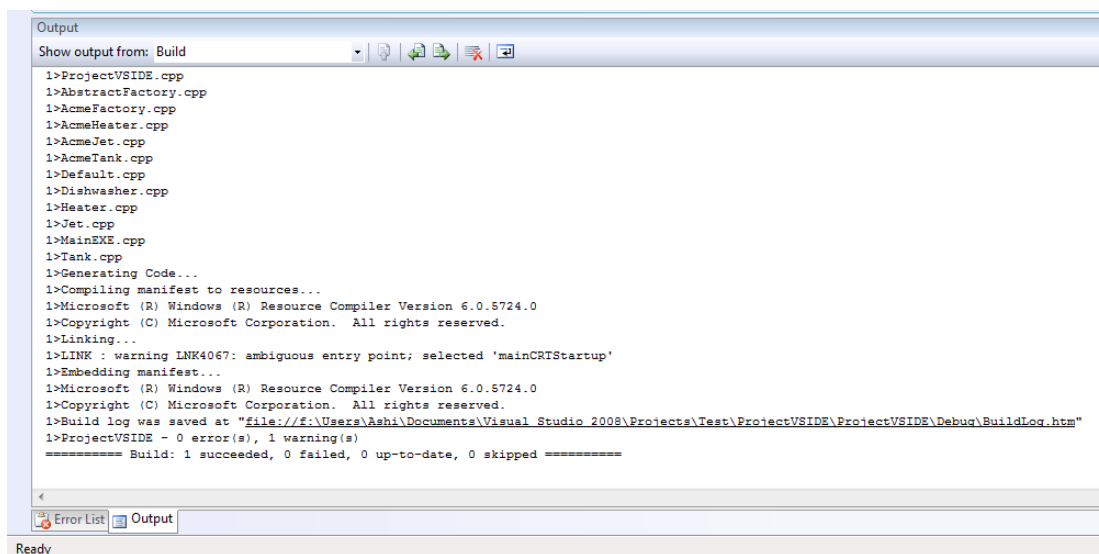 Output
Show output from: Build
1>ProjectVSIDE.cpp
1>AbstractFactory.cpp
1>AcmeFactory.cpp
1>AcmeHeater.cpp
1>AcmeJet.cpp
1>AcmeTank.cpp
1>Default.cpp
1>Dishwasher.cpp
1>Heater.cpp
1>Jet.cpp
1>MainEXE.cpp
1>Tank.cpp
1>Generating Code...
1>Compiling manifest to resources...
1>Microsoft (R) Windows (R) Resource Compiler Version 6.0.5724.0
1>Copyright (C) Microsoft Corporation.  All rights reserved.
1>Linking...
1>LINK : warning LNK4067: ambiguous entry point; selected 'mainCRTStartup'
1>Embedding manifest...
1>Microsoft (R) Windows (R) Resource Compiler Version 6.0.5724.0
1>Copyright (C) Microsoft Corporation.  All rights reserved.
1>Build log was saved at "file://f:\Users\Ashi\Documents\Visual Studio 2008\Projects\Test\ProjectVSIDE\ProjectVSIDE\Debug\BuildLog.htm"
1>ProjectVSIDE - 0 error(s), 1 warning(s)
========== Build: 1 succeeded, 0 failed, 0 up-to-date, 0 skipped ==========
Error List Output
Ready